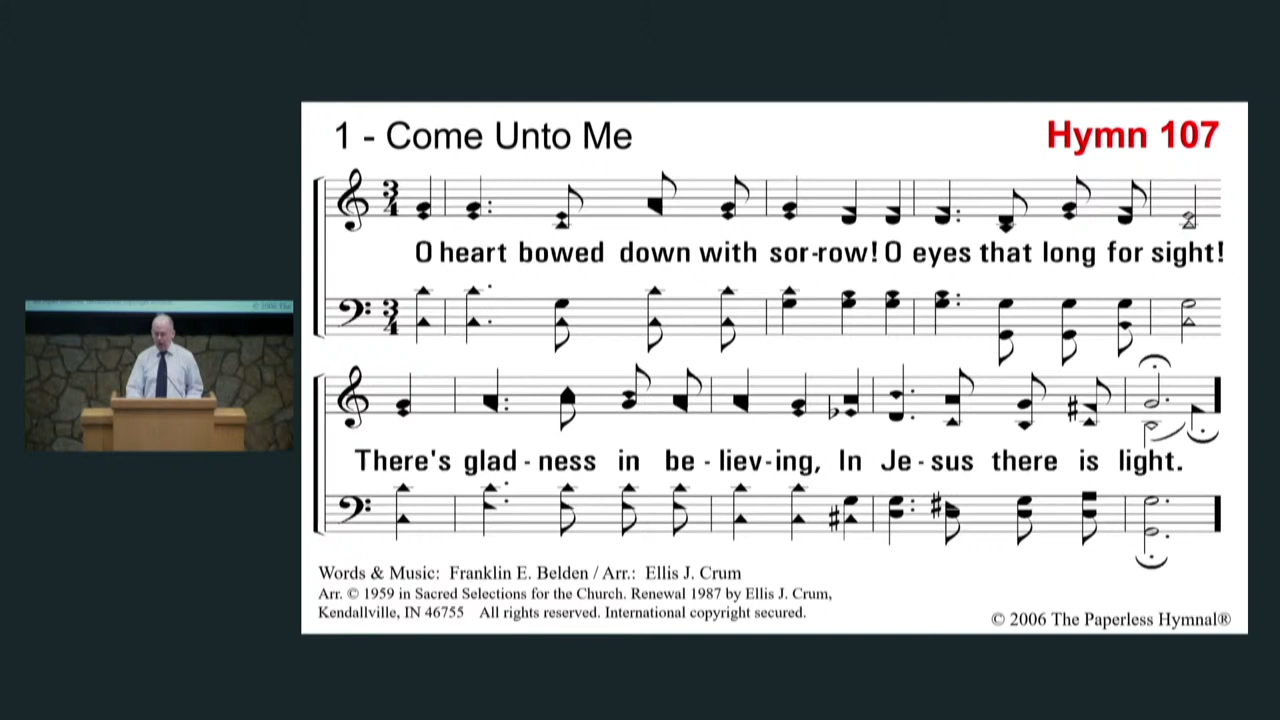 1 - Come Unto Me
Hymn 107
O heart bowed down with sor-row! O eyes that long for sight!
There's glad - ness in be - liev-ing, In Je - sus there is light.
Words & Music: Franklin E. Belden / Arr.: Ellis J. Crum
Arr. © 1959 in Sacred Selections for the Church. Renewal 1987 by Ellis J. Crum,
Kendallville, IN 46755 All rights reserved. International copyright secured.
© 2006 The Paperless Hymnal®